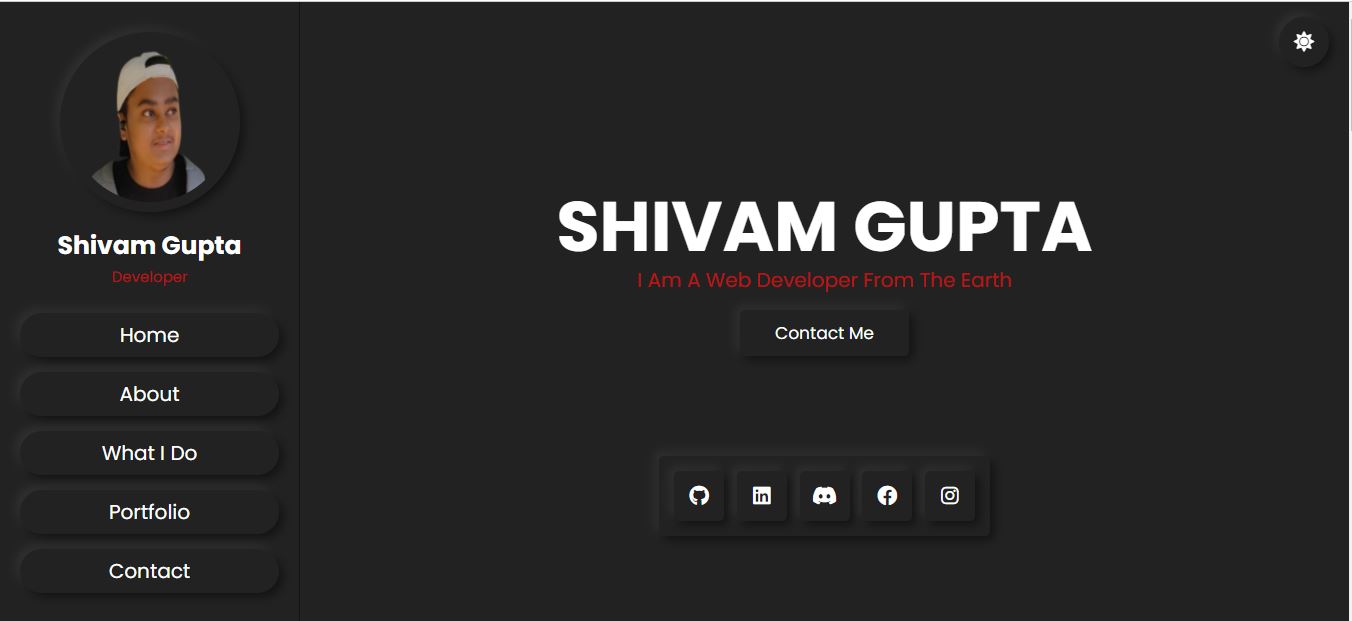 Shivam Gupta
Developer
Home
About
What I Do
Portfolio
Contact
SHIVAM GUPTA
I Am A Web Developer From The Earth
Contact Me